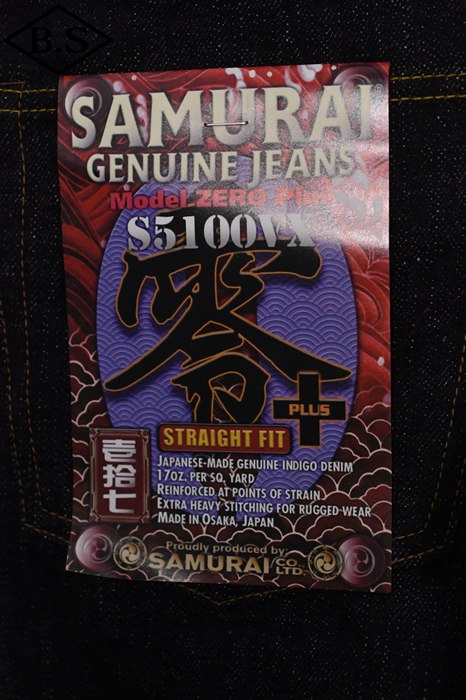 B.S
SAMURAI
GENUINE JEANS
Model ZERO Plus
S5100VX
零
PLUS
STRAIGHT FIT
壹拾七
JAPANESE-MADE GENUINE INDIGO DENIM
17OZ. PER SQ. YARD
REINFORCED AT POINTS OF STRAIN
EXTRA HEAVY STITCHING FOR RUGGED WEAR
MADE IN OSAKA, JAPAN
Proudly produced by
SAMURAI CO. LTD.